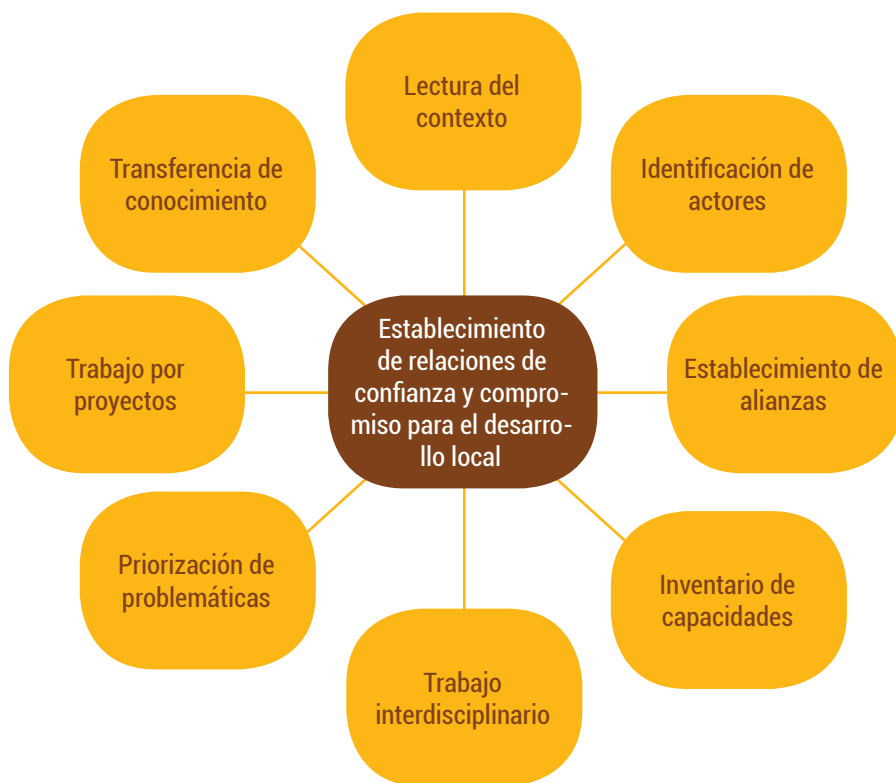 Lectura del
contexto
Identificación de
actores
Establecimiento de
alianzas
Inventario de
capacidades
Trabajo
interdisciplinario
Priorización de
problemáticas
Trabajo por
proyectos
Transferencia de
conocimiento
Establecimiento
de relaciones de
confianza y compro-
miso para el desarro-
llo local